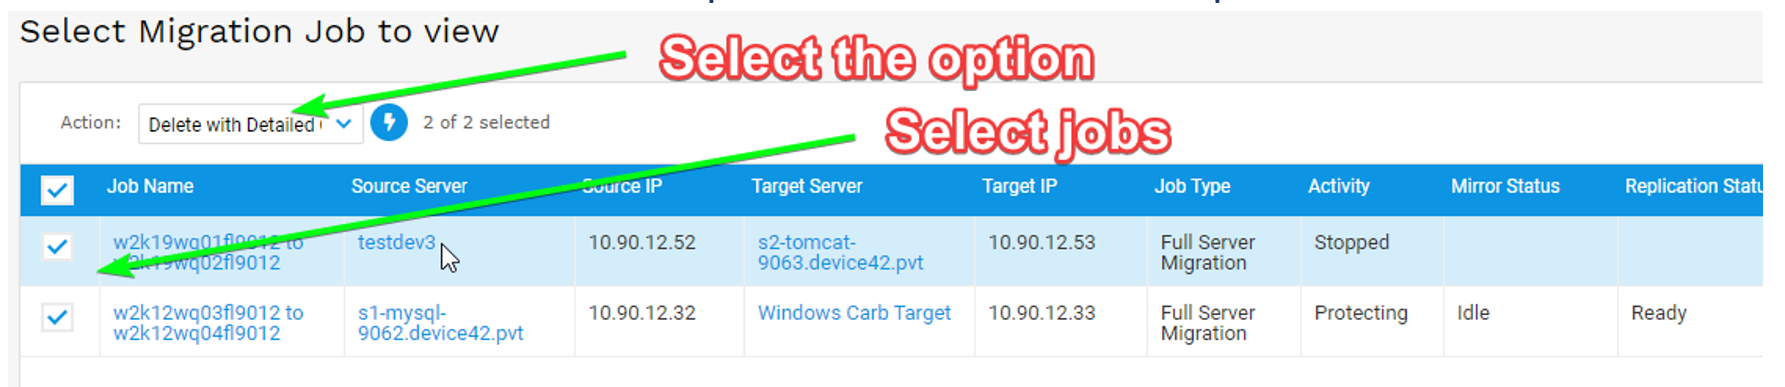 Select Migration Job to view
Select the option
Action: Delete with Detailed 2 of 2 selected
Select jobs
Job Name Source Server Source IP Target Server Target IP Job Type Activity Mirror Status Replication Statu
w2k19wq01fl9012 to testdev3 10.90.12.52 s2-tomcat- 10.90.12.53 Full Server Stopped
w2k19wq02fl9012 9063.device42.pvt Migration
w2k12wq03fl9012 to s1-mysql- 10.90.12.32 Windows Carb Target 10.90.12.33 Full Server Protecting Idle Ready
w2k12wq04fl9012 9062.device42.pvt Migration